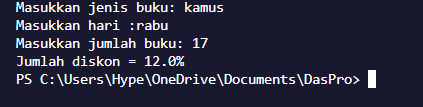 Masukkan jenis buku: kamus
Masukkan hari :rabu
Masukkan jumlah buku: 17
Jumlah diskon = 12.0%
PS C:\Users\Hype\OneDrive\Documents\DasPro>